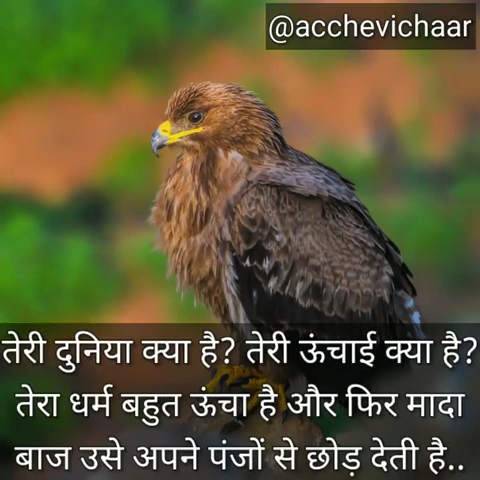 @acchevichaar
तेरी दुनिया क्या है? तेरी ऊंचाई क्या है?
तेरा धर्म बहुत ऊंचा है और फिर मादा
बाज उसे अपने पंजों से छोड़ देती है..